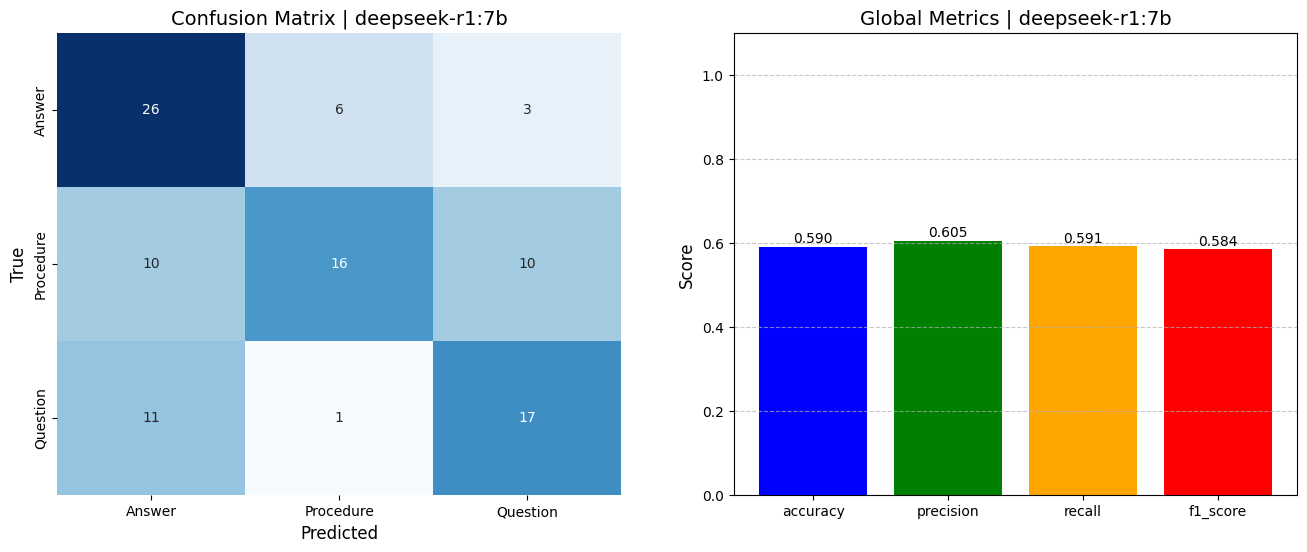 Confusion Matrix | deepseek-r1:7b
True
Answer
26 6 3
Procedure
10 16 10
Question
11 1 17
Answer Procedure Question
Predicted
Global Metrics | deepseek-r1:7b
Score
1.0
0.8
0.6
0.4
0.2
0.0
0.590 0.605 0.591 0.584
accuracy precision recall f1_score